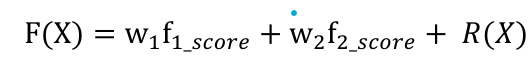 F(X) = w₁f₁_score + w₂f₂_score + R(X)